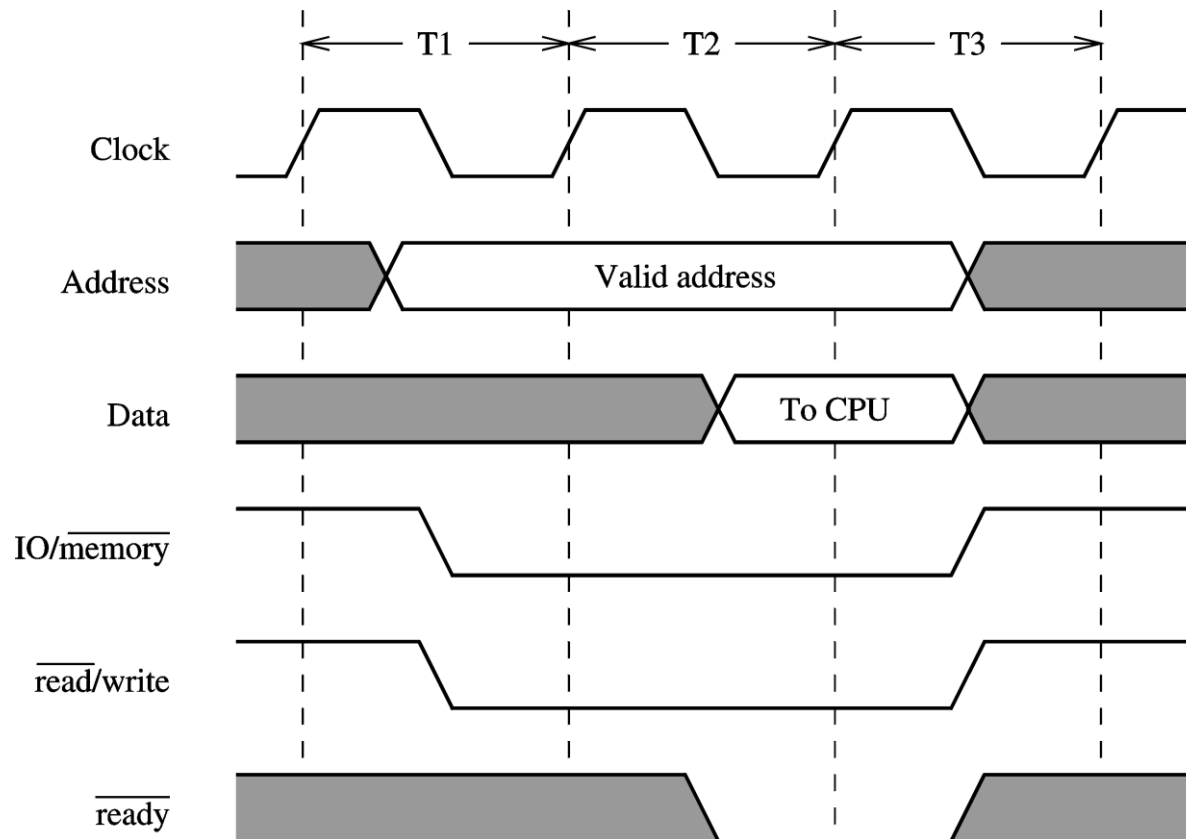 T1 T2 T3
Clock
Address Valid address
Data To CPU
IO/memory
read/write
ready